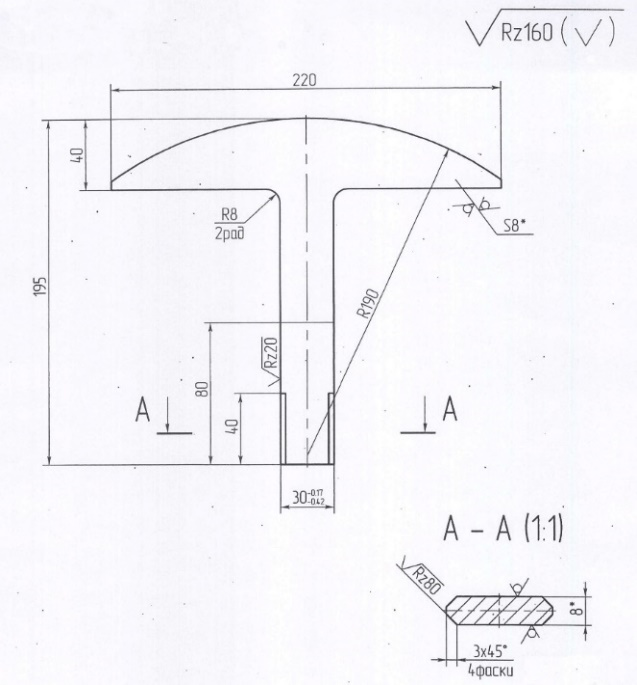 Rz160 (√)
220
40
R8
2рад
S8*
195
R190
Rz20
80
A
A
40
30-0.17
-0.42
A – A (1:1)
Rz80
8*
3x45°
4фаски